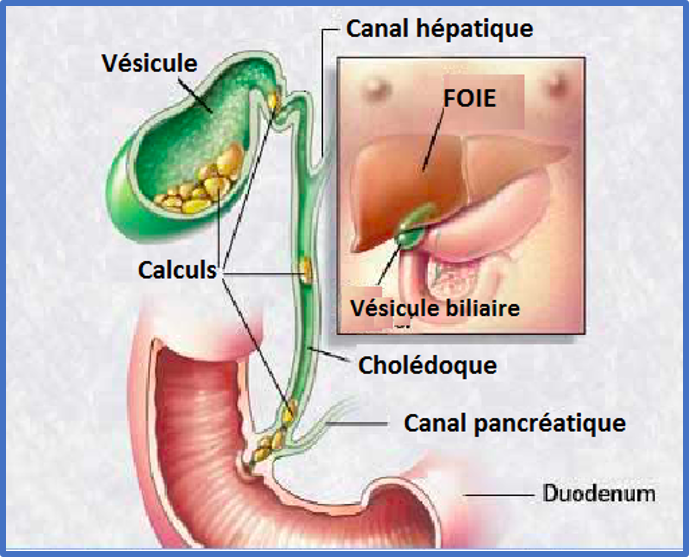 Canal hépatique
Vésicule
FOIE
Calculs
Vésicule biliaire
Cholédoque
Canal pancréatique
Duodenum